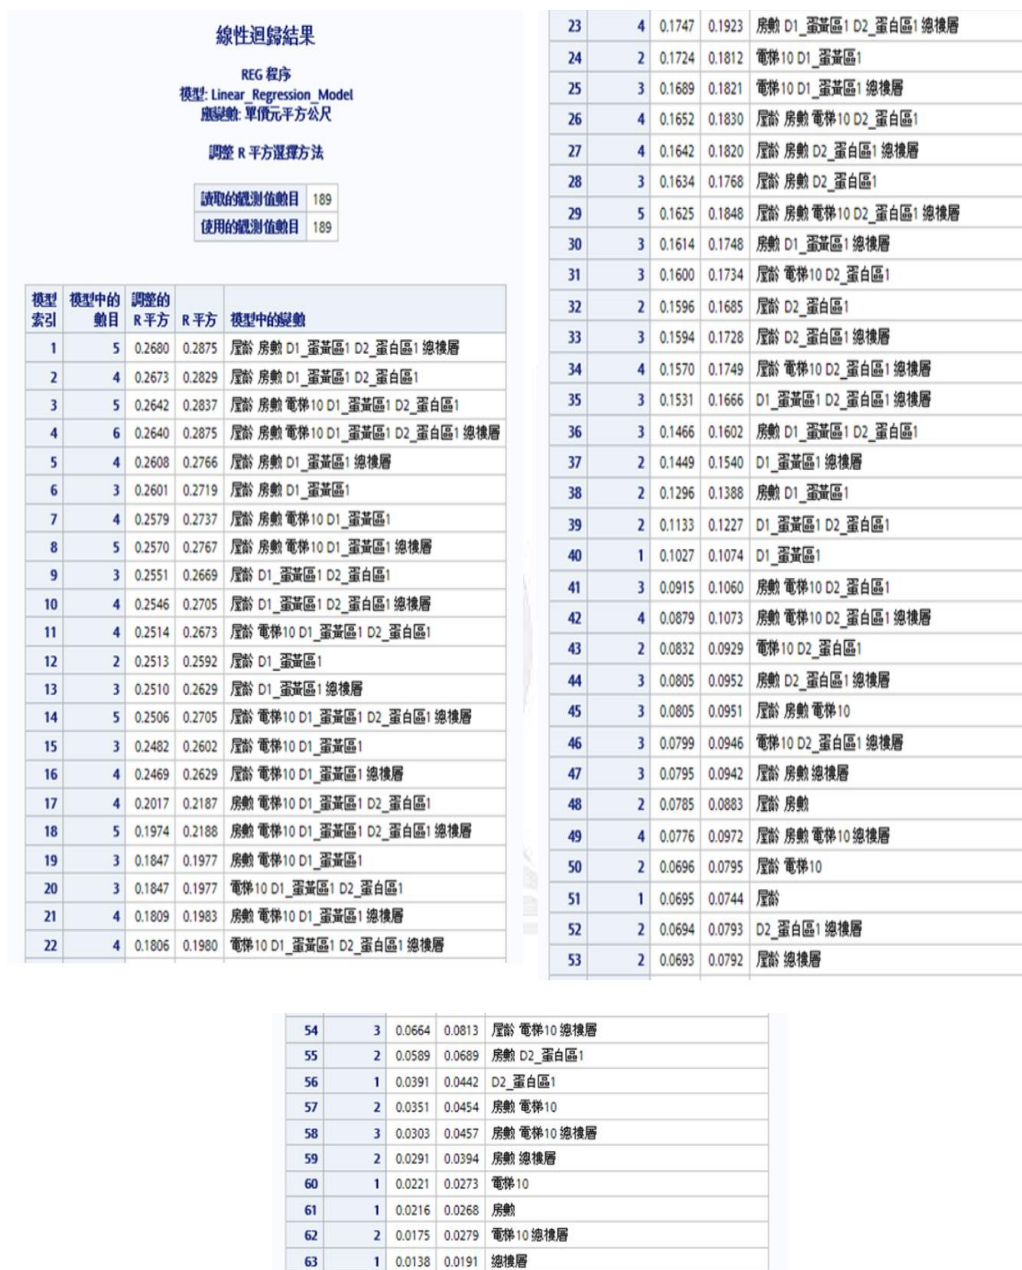 線性迴歸結果
REG 程序
模型: Linear_Regression_Model
應變數: 單價元平方公尺
調整 R 平方選擇方法
讀取的觀測值數目 189
使用的觀測值數目 189
模型索引 模型中的數目 調整的 R 平方 R 平方 模型中的變數
1 5 0.2680 0.2875 屋齡 房數 D1_蛋黃區1 D2_蛋白區1 總樓層
2 4 0.2673 0.2829 屋齡 房數 D1_蛋黃區1 D2_蛋白區1
3 5 0.2642 0.2837 屋齡 房數 電梯10 D1_蛋黃區1 D2_蛋白區1
4 6 0.2640 0.2875 屋齡 房數 電梯10 D1_蛋黃區1 D2_蛋白區1 總樓層
5 4 0.2608 0.2766 屋齡 房數 D1_蛋黃區1 總樓層
6 3 0.2601 0.2719 屋齡 房數 D1_蛋黃區1
7 4 0.2579 0.2737 屋齡 房數 電梯10 D1_蛋黃區1
8 5 0.2570 0.2767 屋齡 房數 電梯10 D1_蛋黃區1 總樓層
9 3 0.2551 0.2669 屋齡 D1_蛋黃區1 D2_蛋白區1
10 4 0.2546 0.2705 屋齡 D1_蛋黃區1 D2_蛋白區1 總樓層
11 4 0.2514 0.2673 屋齡 電梯10 D1_蛋黃區1 D2_蛋白區1
12 2 0.2513 0.2592 屋齡 D1_蛋黃區1
13 3 0.2510 0.2629 屋齡 D1_蛋黃區1 總樓層
14 5 0.2506 0.2705 屋齡 電梯10 D1_蛋黃區1 D2_蛋白區1 總樓層
15 3 0.2482 0.2602 屋齡 電梯10 D1_蛋黃區1
16 4 0.2469 0.2629 屋齡 電梯10 D1_蛋黃區1 總樓層
17 4 0.2017 0.2187 房數 電梯10 D1_蛋黃區1 D2_蛋白區1
18 5 0.1974 0.2188 房數 電梯10 D1_蛋黃區1 D2_蛋白區1 總樓層
19 3 0.1847 0.1977 房數 電梯10 D1_蛋黃區1
20 3 0.1847 0.1977 電梯10 D1_蛋黃區1 D2_蛋白區1
21 4 0.1809 0.1983 房數 電梯10 D1_蛋黃區1 總樓層
22 4 0.1806 0.1980 電梯10 D1_蛋黃區1 D2_蛋白區1 總樓層
23 4 0.1747 0.1923 房數 D1_蛋黃區1 D2_蛋白區1 總樓層
24 2 0.1724 0.1812 電梯10 D1_蛋黃區1
25 3 0.1689 0.1821 電梯10 D1_蛋黃區1 總樓層
26 4 0.1652 0.1830 屋齡 房數 電梯10 D2_蛋白區1
27 4 0.1642 0.1820 屋齡 房數 D2_蛋白區1 總樓層
28 3 0.1634 0.1768 屋齡 房數 D2_蛋白區1
29 5 0.1625 0.1848 屋齡 房數 電梯10 D2_蛋白區1 總樓層
30 3 0.1614 0.1748 房數 D1_蛋黃區1 總樓層
31 3 0.1600 0.1734 屋齡 電梯10 D2_蛋白區1
32 2 0.1596 0.1685 屋齡 D2_蛋白區1
33 3 0.1594 0.1728 屋齡 D2_蛋白區1 總樓層
34 4 0.1570 0.1749 屋齡 電梯10 D2_蛋白區1 總樓層
35 3 0.1531 0.1666 D1_蛋黃區1 D2_蛋白區1 總樓層
36 3 0.1466 0.1602 房數 D1_蛋黃區1 D2_蛋白區1
37 2 0.1449 0.1540 D1_蛋黃區1 總樓層
38 2 0.1296 0.1388 房數 D1_蛋黃區1
39 2 0.1133 0.1227 D1_蛋黃區1 D2_蛋白區1
40 1 0.1027 0.1074 D1_蛋黃區1
41 3 0.0915 0.1060 房數 電梯10 D2_蛋白區1
42 4 0.0879 0.1073 房數 電梯10 D2_蛋白區1 總樓層
43 2 0.0832 0.0929 電梯10 D2_蛋白區1
44 3 0.0805 0.0952 房數 D2_蛋白區1 總樓層
45 3 0.0805 0.0951 屋齡 房數 電梯10
46 3 0.0799 0.0946 電梯10 D2_蛋白區1 總樓層
47 3 0.0795 0.0942 屋齡 房數 總樓層
48 2 0.0785 0.0883 屋齡 房數
49 4 0.0776 0.0972 屋齡 房數 電梯10 總樓層
50 2 0.0696 0.0795 屋齡 電梯10
51 1 0.0695 0.0744 屋齡
52 2 0.0694 0.0793 D2_蛋白區1 總樓層
53 2 0.0693 0.0792 屋齡 總樓層
54 3 0.0664 0.0813 屋齡 電梯10 總樓層
55 2 0.0589 0.0689 房數 D2_蛋白區1
56 1 0.0391 0.0442 D2_蛋白區1
57 2 0.0351 0.0454 房數 電梯10
58 3 0.0303 0.0457 房數 電梯10 總樓層
59 2 0.0291 0.0394 房數 總樓層
60 1 0.0221 0.0273 電梯10
61 1 0.0216 0.0268 房數
62 2 0.0175 0.0279 電梯10 總樓層
63 1 0.0138 0.0191 總樓層